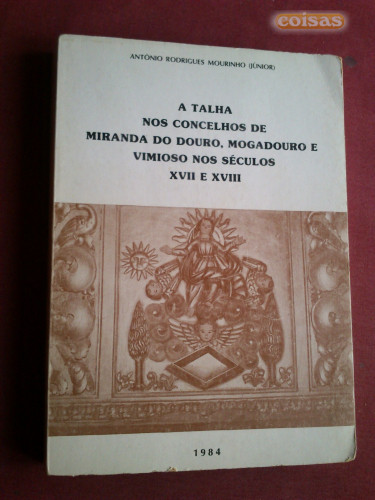 coisas
ANTÓNIO RODRIGUES MOURINHO (JÚNIOR)
A TALHA
NOS CONCELHOS DE
MIRANDA DO DOURO, MOGADOURO E
VIMIOSO NOS SÉCULOS
XVII E XVIII
1984